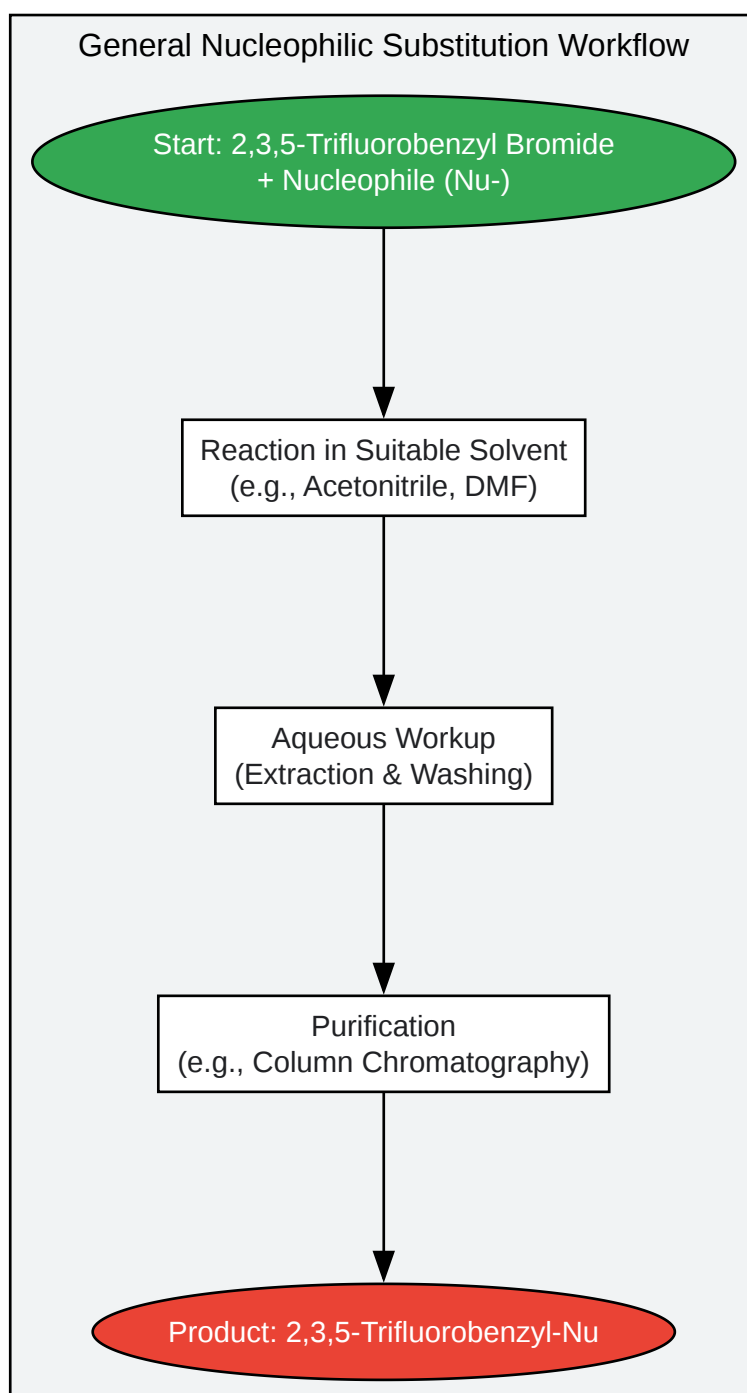 General Nucleophilic Substitution Workflow
Start: 2,3,5-Trifluorobenzyl Bromide
+ Nucleophile (Nu-)
Reaction in Suitable Solvent
(e.g., Acetonitrile, DMF)
Aqueous Workup
(Extraction & Washing)
Purification
(e.g., Column Chromatography)
Product: 2,3,5-Trifluorobenzyl-Nu